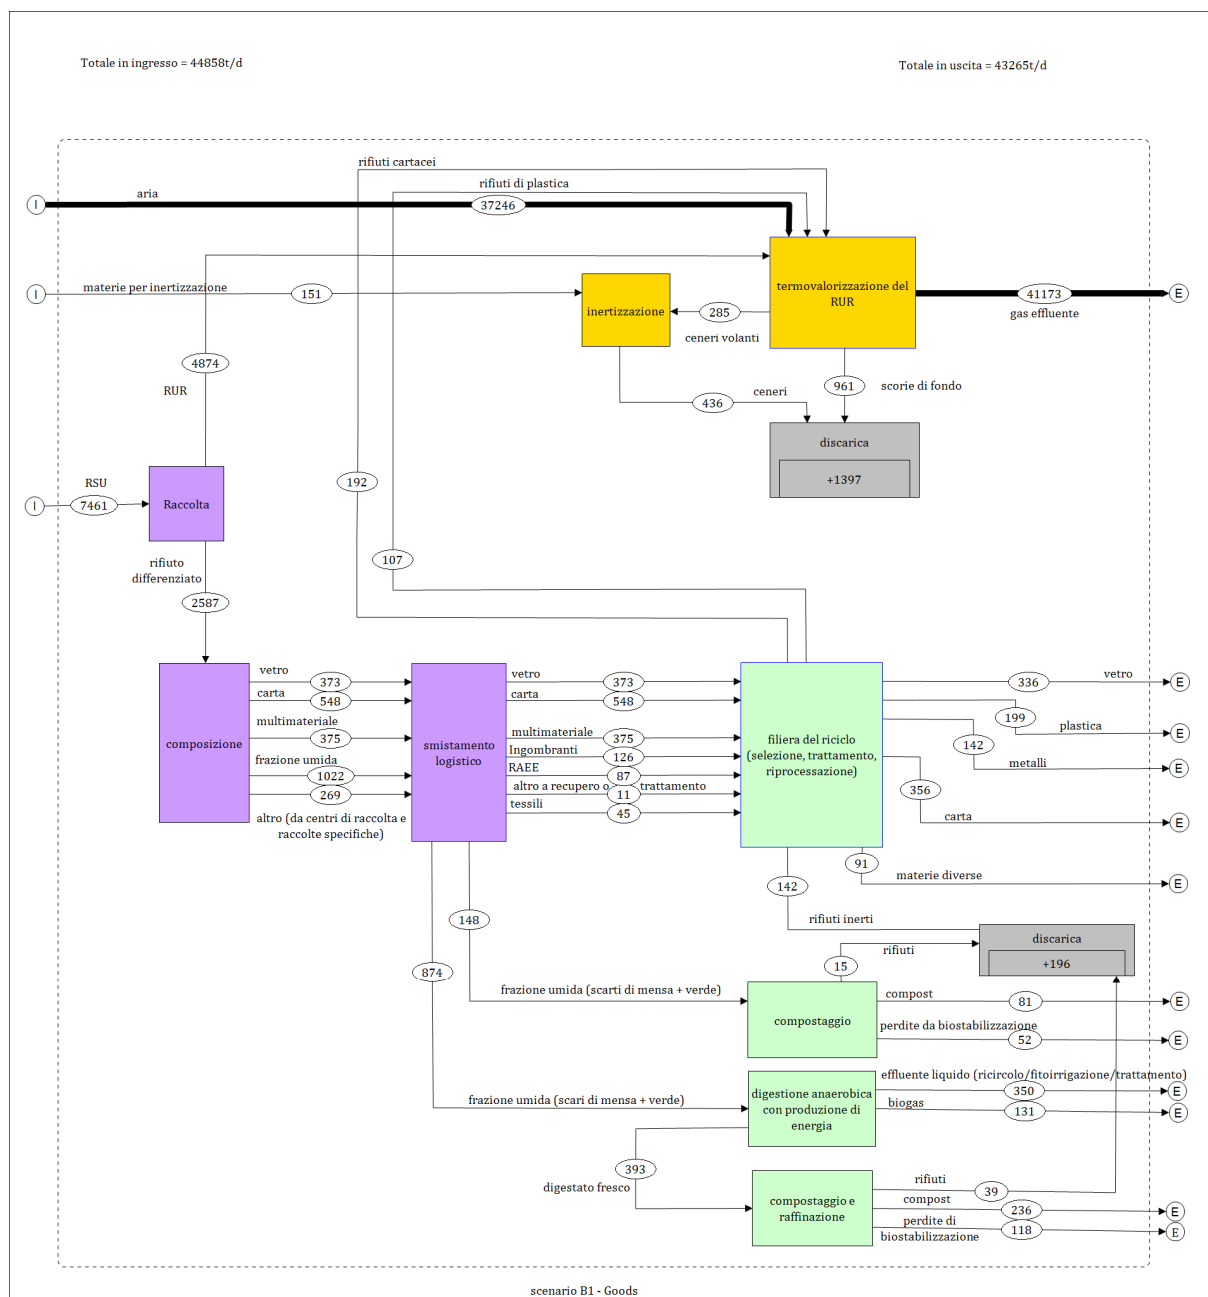 Totale in ingresso = 44858t/d
Totale in uscita = 43265t/d
rifiuti cartacei
rifiuti di plastica
aria
I
37246
I
materie per inertizzazione
151
inertizzazione
termovalorizzazione del
RUR
285
ceneri volanti
41173
gas effluente
E
4874
RUR
436
ceneri
961
scorie di fondo
discarica
+1397
192
107
RSU
I
7461
Raccolta
rifiuto
differenziato
2587
composizione
vetro
373
carta
548
multimateriale
375
frazione umida
1022
269
altro (da centri di raccolta e
raccolte specifiche)
smistamento
logistico
vetro
373
carta
548
multimateriale
375
Ingombranti
126
RAEE
87
altro a recupero o trattamento
11
tessili
45
filiera del riciclo
(selezione, trattamento,
riprocessazione)
336
vetro
E
199
plastica
E
142
metalli
E
356
carta
E
91
materie diverse
E
142
rifiuti inerti
discarica
+196
148
874
15
rifiuti
frazione umida (scarti di mensa + verde)
compostaggio
compost
81
E
perdite da biostabilizzazione
52
E
frazione umida (scari di mensa + verde)
digestione anaerobica
con produzione di
energia
effluente liquido (ricircolo/fitoirrigazione/trattamento)
350
E
biogas
131
E
393
digestato fresco
compostaggio e
raffinazione
rifiuti
39
compost
236
E
perdite di
biostabilizzazione
118
E
scenario B1 - Goods